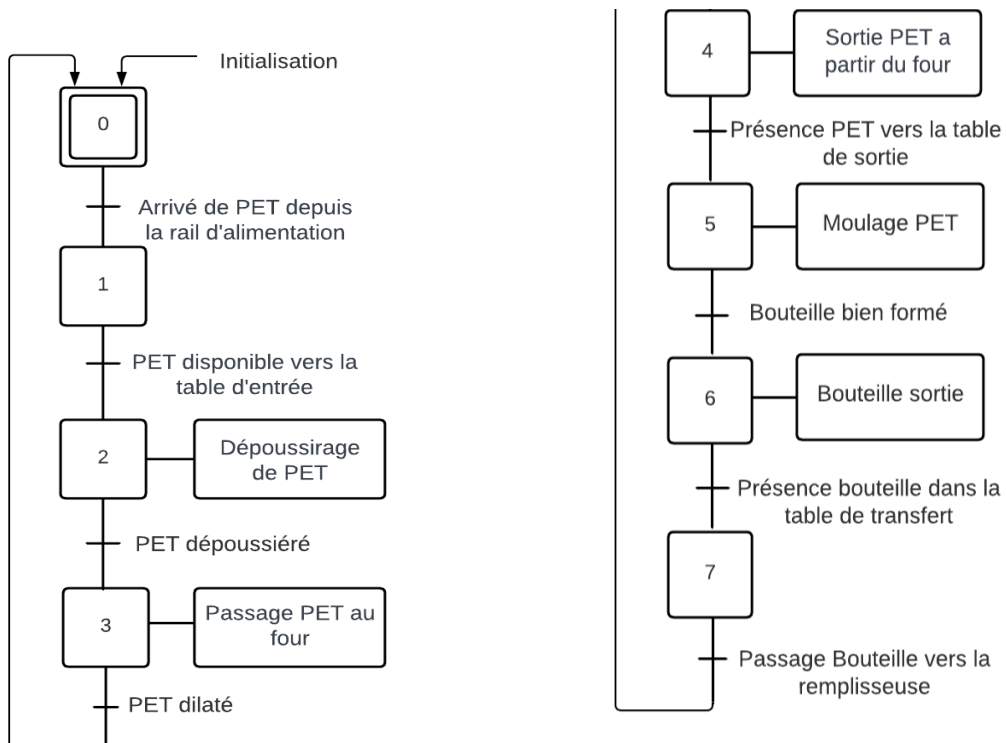 Initialisation
0
Arrivé de PET depuis
la rail d'alimentation
1
PET disponible vers la
table d'entrée
2
Dépoussirage
de PET
PET dépoussiéré
3
Passage PET au
four
PET dilaté
4
Sortie PET a
partir du four
Présence PET vers la table
de sortie
5
Moulage PET
Bouteille bien formé
6
Bouteille sortie
Présence bouteille dans la
table de transfert
7
Passage Bouteille vers la
remplisseuse